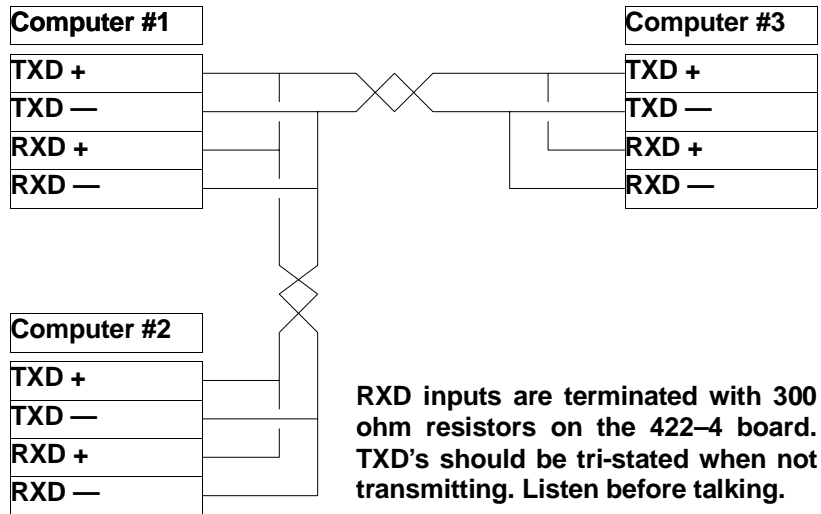 Computer #1
TXD +
TXD —
RXD +
RXD —
Computer #3
TXD +
TXD —
RXD +
RXD —
Computer #2
TXD +
TXD —
RXD +
RXD —
RXD inputs are terminated with 300
ohm resistors on the 422–4 board.
TXD's should be tri-stated when not
transmitting. Listen before talking.